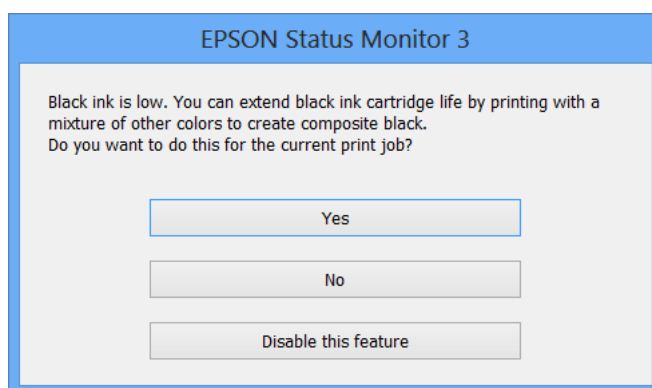 EPSON Status Monitor 3
Black ink is low. You can extend black ink cartridge life by printing with a
mixture of other colors to create composite black.
Do you want to do this for the current print job?
Yes
No
Disable this feature